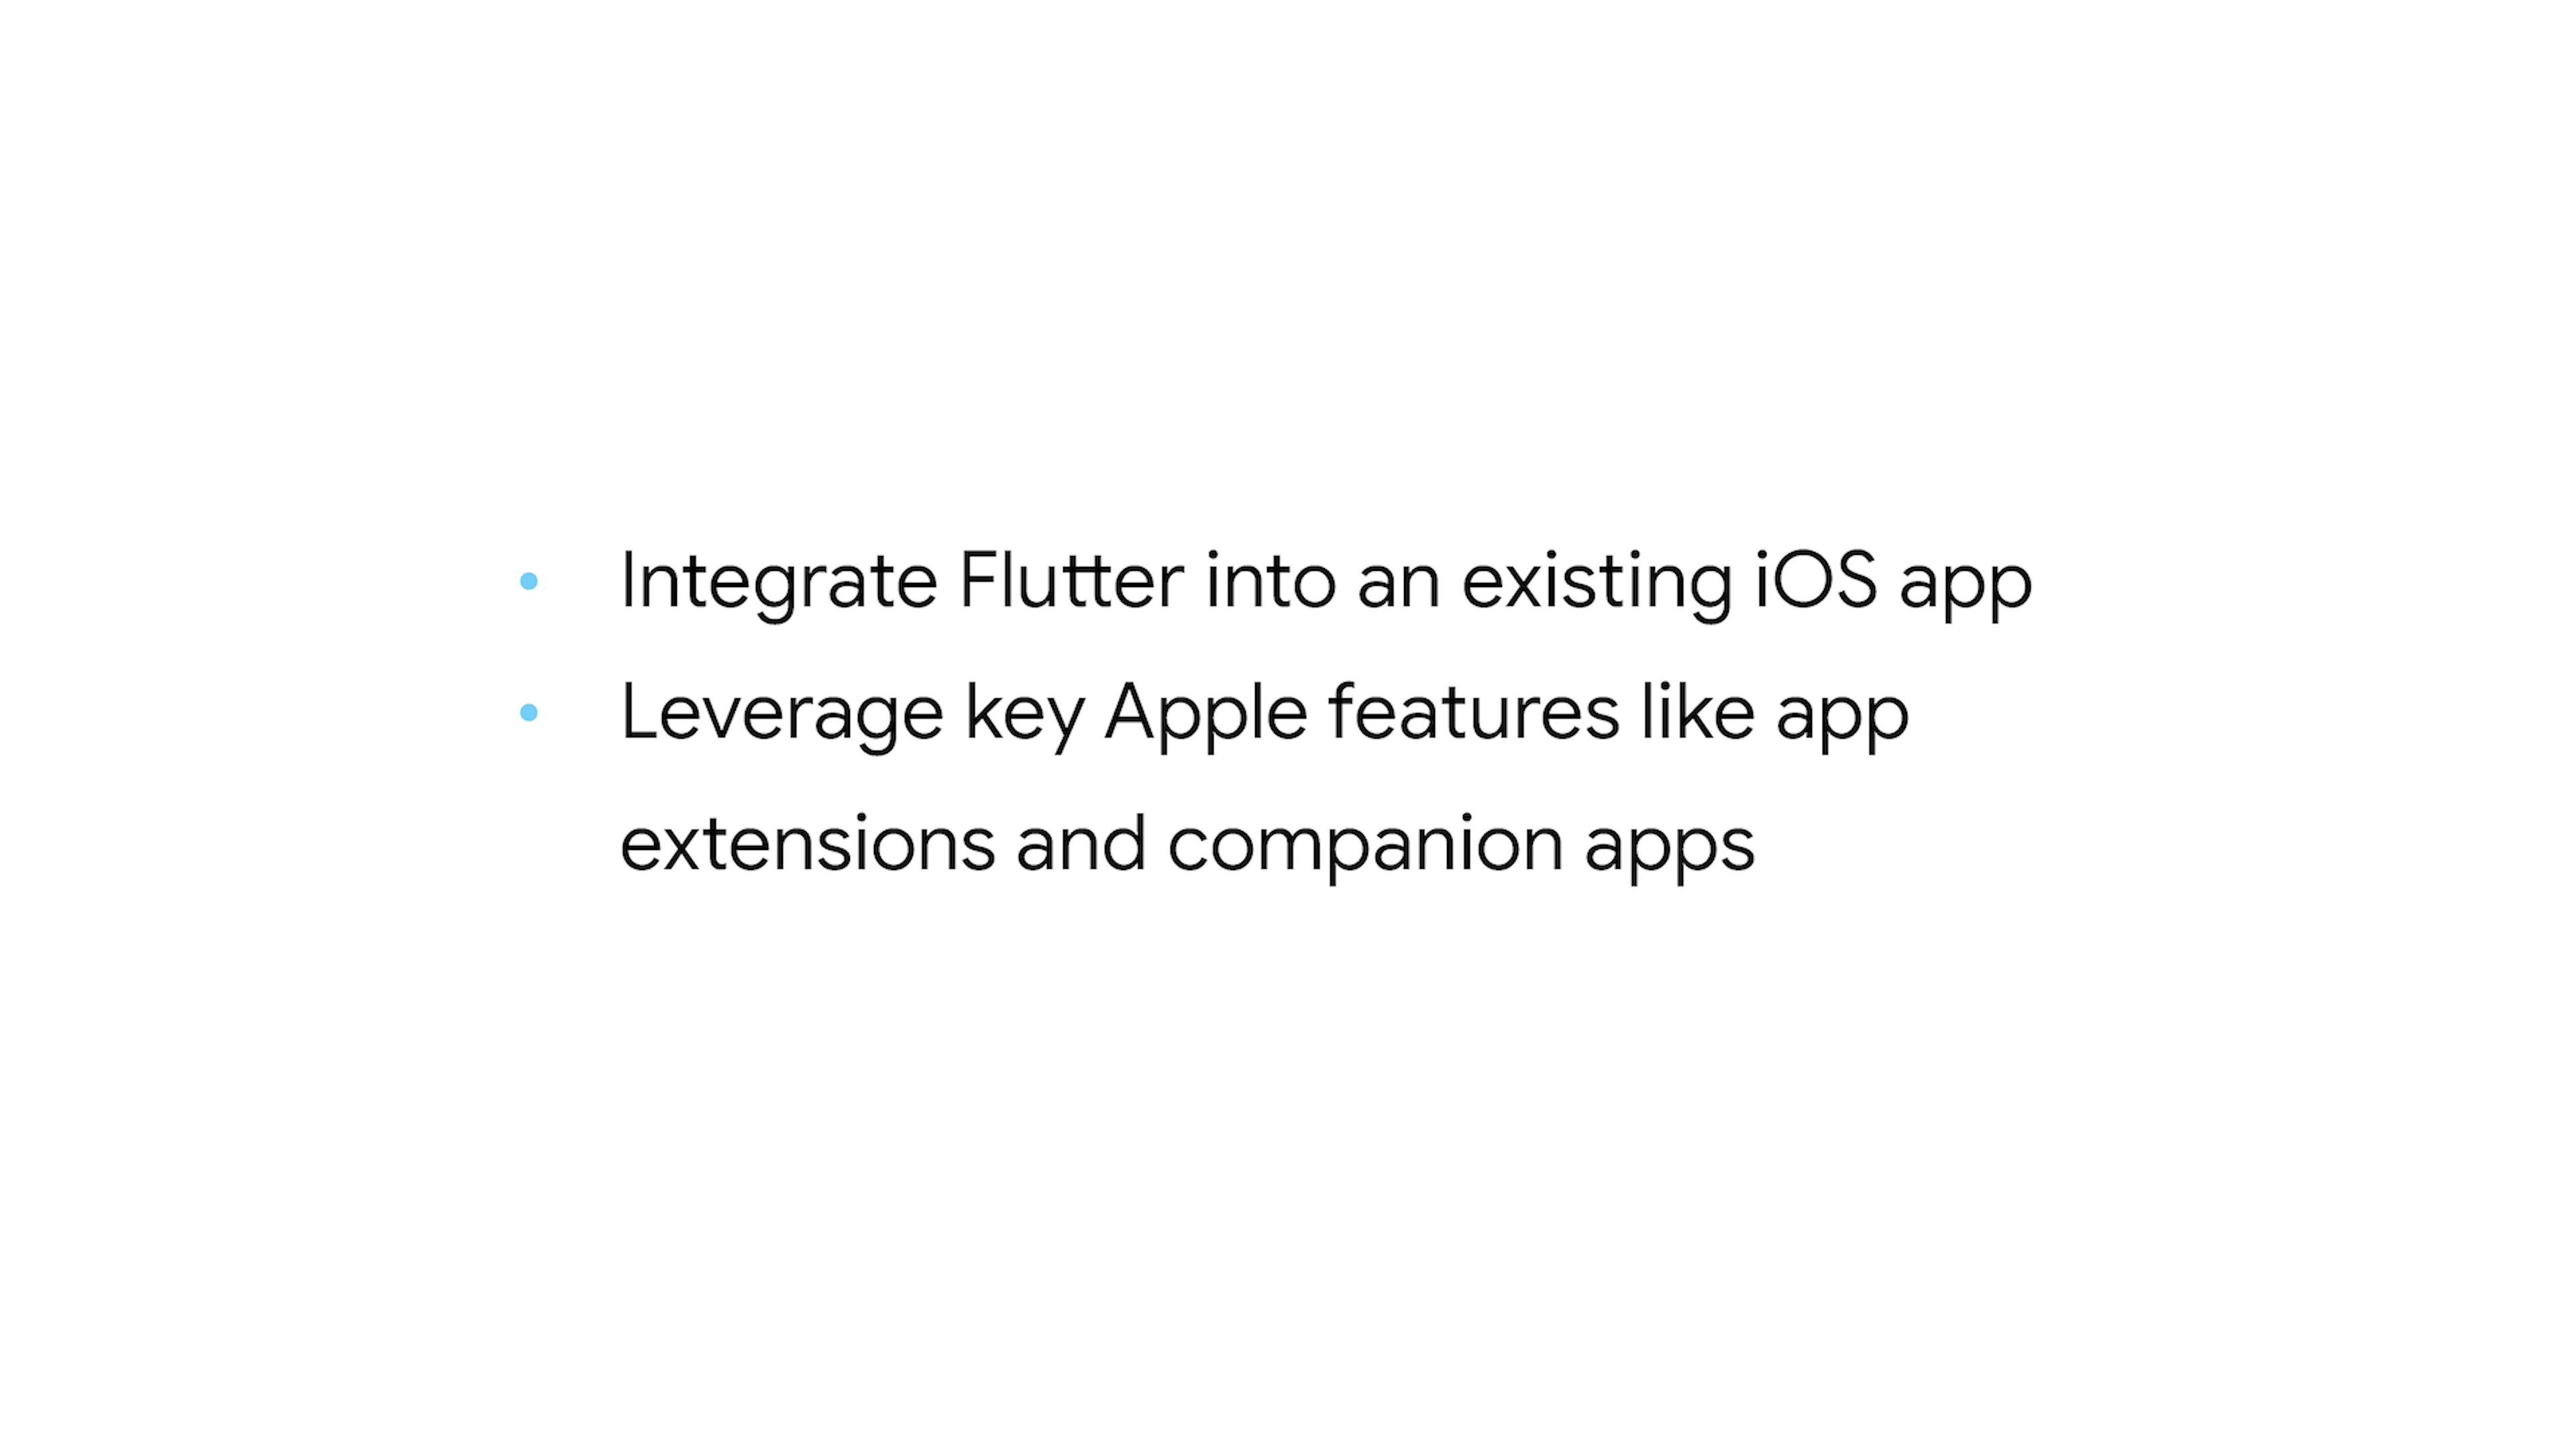 • Integrate Flutter into an existing iOS app
• Leverage key Apple features like app
extensions and companion apps